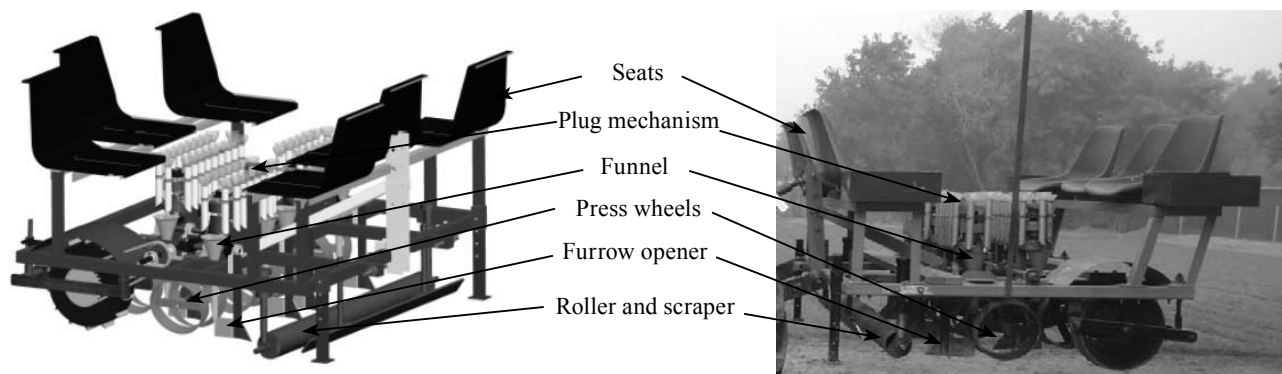 Seats
Plug mechanism
Funnel
Press wheels
Furrow opener
Roller and scraper